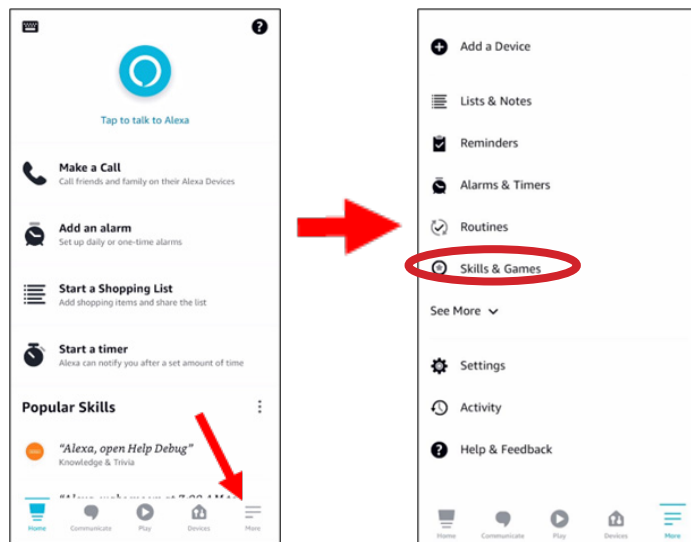 ?
Tap to talk to Alexa
Make a Call
Call friends and family on their Alexa Devices
Add an alarm
Set up daily or one-time alarms
Start a Shopping List
Add shopping items and share the list
Start a timer
Alexa can notify you after a set amount of time
Popular Skills
"Alexa, open Help Debug"
Knowledge & Trivia
Home Communicate Play Devices More
Add a Device
Lists & Notes
Reminders
Alarms & Timers
Routines
Skills & Games
See More
Settings
Activity
? Help & Feedback
Home Communicate Play Devices More